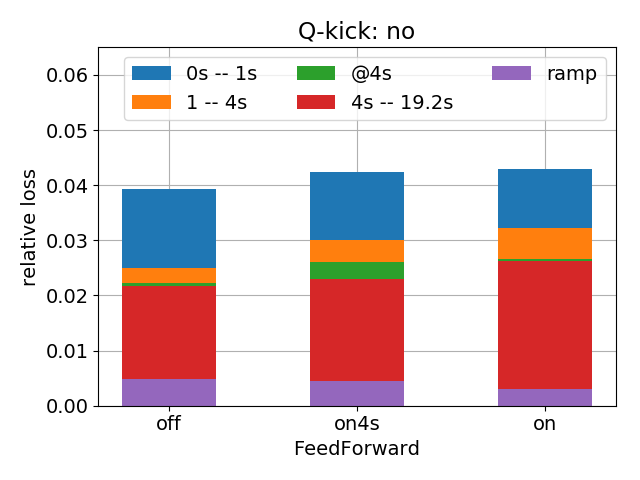 Q-kick: no
0s -- 1s @4s ramp
1 -- 4s 4s -- 19.2s
0.06
0.05
0.04
0.03
0.02
0.01
0.00
relative loss
off on4s on
FeedForward